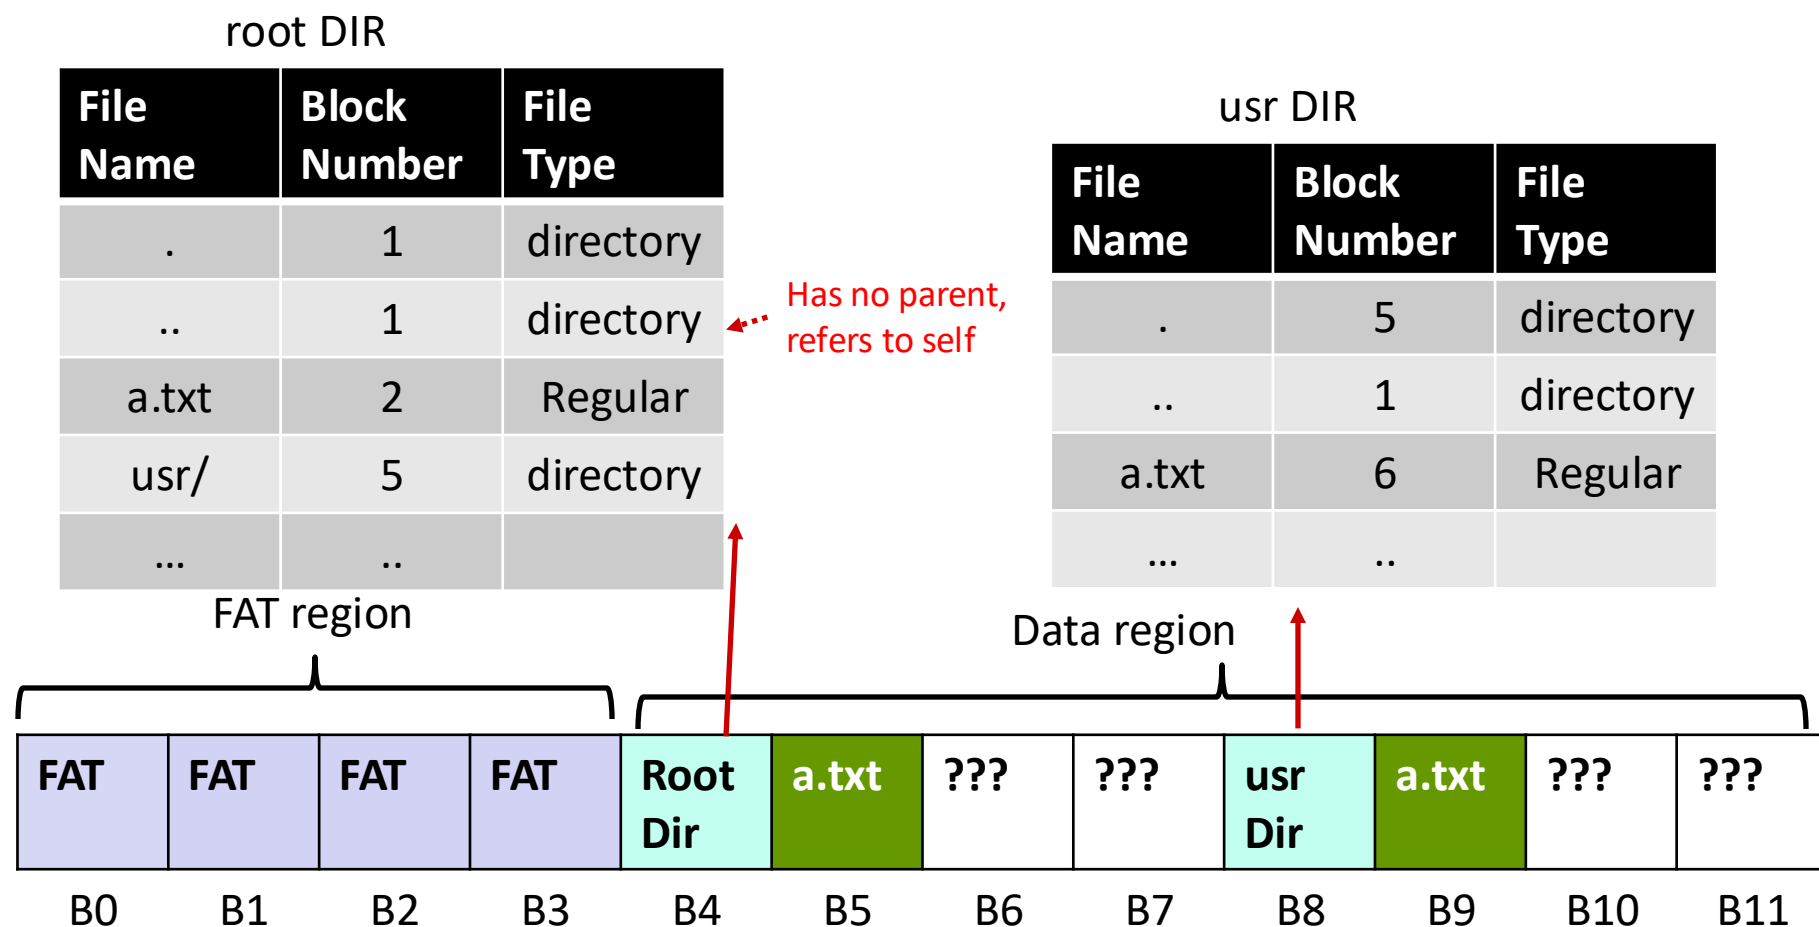 root DIR
File Name Block Number File Type
. 1 directory
.. 1 directory
a.txt 2 Regular
usr/ 5 directory
... ..
Has no parent,
refers to self
usr DIR
File Name Block Number File Type
. 5 directory
.. 1 directory
a.txt 6 Regular
... ..
FAT region
Data region
FAT FAT FAT FAT Root Dir a.txt ??? ??? usr Dir a.txt ??? ???
B0 B1 B2 B3 B4 B5 B6 B7 B8 B9 B10 B11